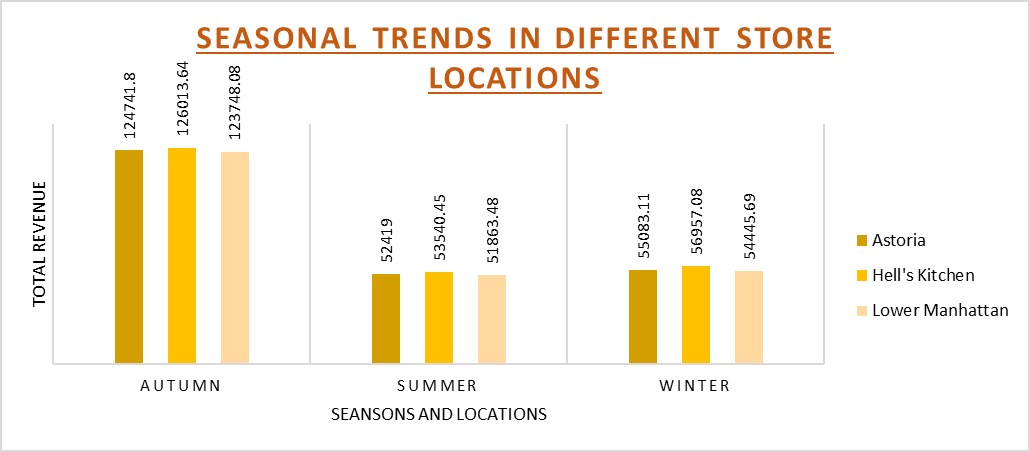 SEASONAL TRENDS IN DIFFERENT STORE
LOCATIONS
TOTAL REVENUE
124741.8
126013.64
123748.08
52419
53540.45
51863.48
55083.11
56957.08
54445.69
AUTUMN
SUMMER
WINTER
SEANSONS AND LOCATIONS
Astoria
Hell's Kitchen
Lower Manhattan